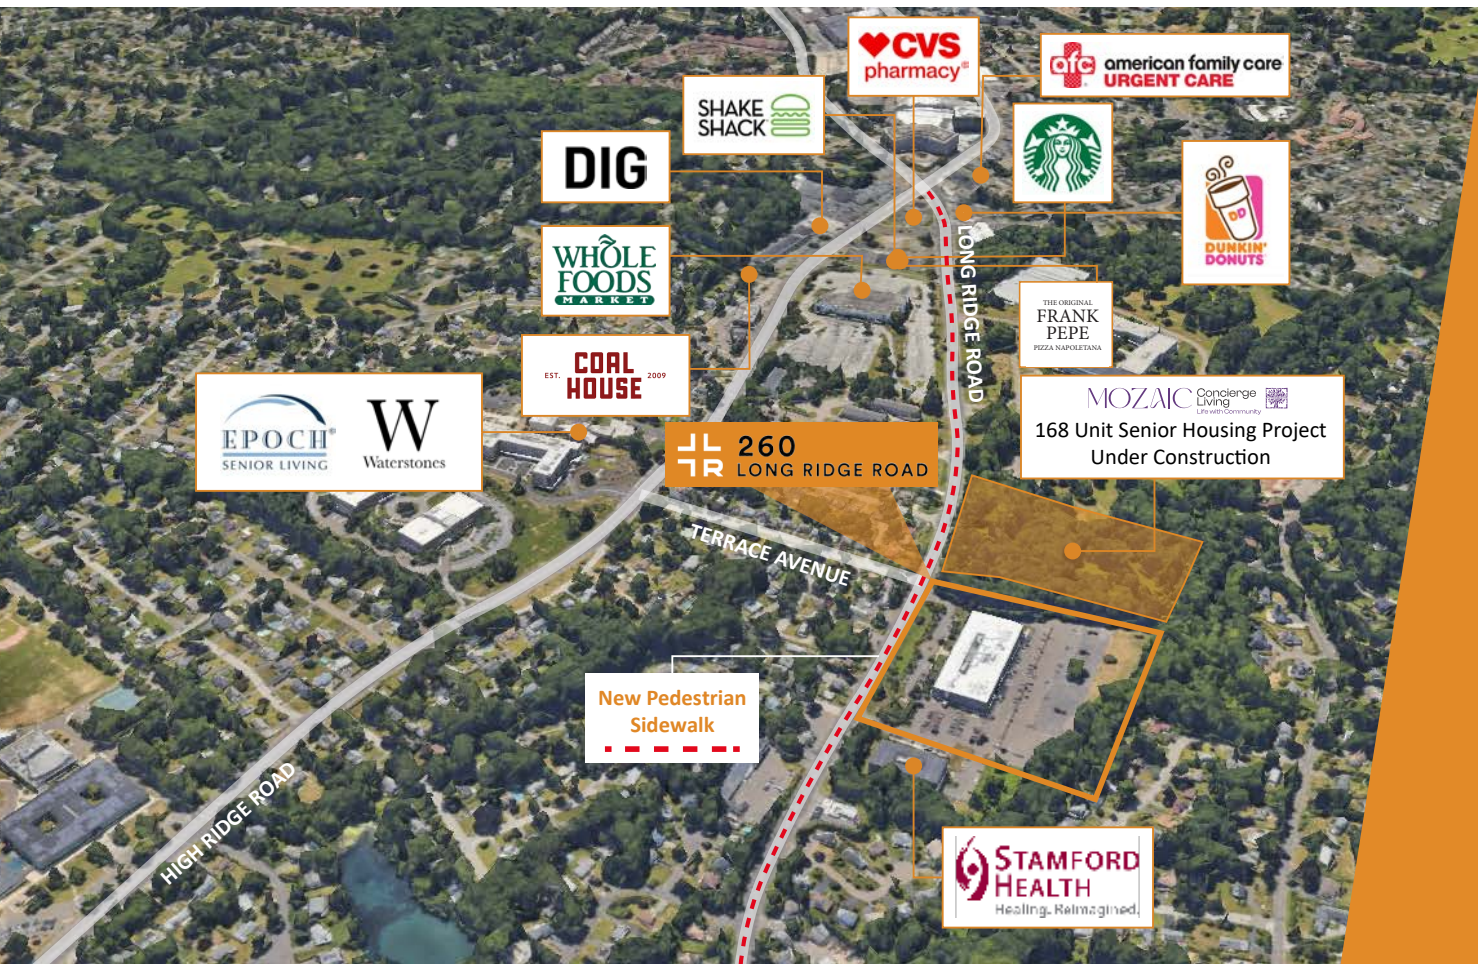 CVS
pharmacy®
afc
american family care
URGENT CARE
SHAKE
SHACK
DIG
DD
DUNKIN'
DONUTS
WHOLE
FOODS
MARKET
LONG RIDGE ROAD
THE ORIGINAL
FRANK
PEPE
PIZZA NAPOLETANA
EST. COAL HOUSE 2009
EPOCH®
SENIOR LIVING
W
Waterstones
MOZAIC Concierge Living
Life with Community
168 Unit Senior Housing Project
Under Construction
260
LONG RIDGE ROAD
TERRACE AVENUE
New Pedestrian
Sidewalk
HIGH RIDGE ROAD
STAMFORD
HEALTH
Healing. Reimagined.